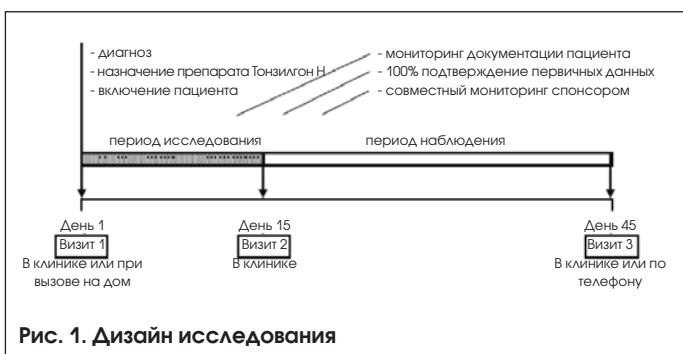 - диагноз
- назначение препарата Тонзилгон Н
- включение пациента
- мониторинг документации пациента
- 100% подтверждение первичных данных
- совместный мониторинг спонсором
период исследования
период наблюдения
День 1
Визит 1
В клинике или при
вызове на дом
День 15
Визит 2
В клинике
День 45
Визит 3
В клинике или по
телефону
Рис. 1. Дизайн исследования